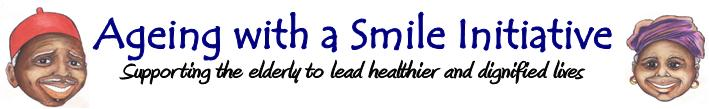 Ageing with a Smile Initiative
Supporting the elderly to lead healthier and dignified lives